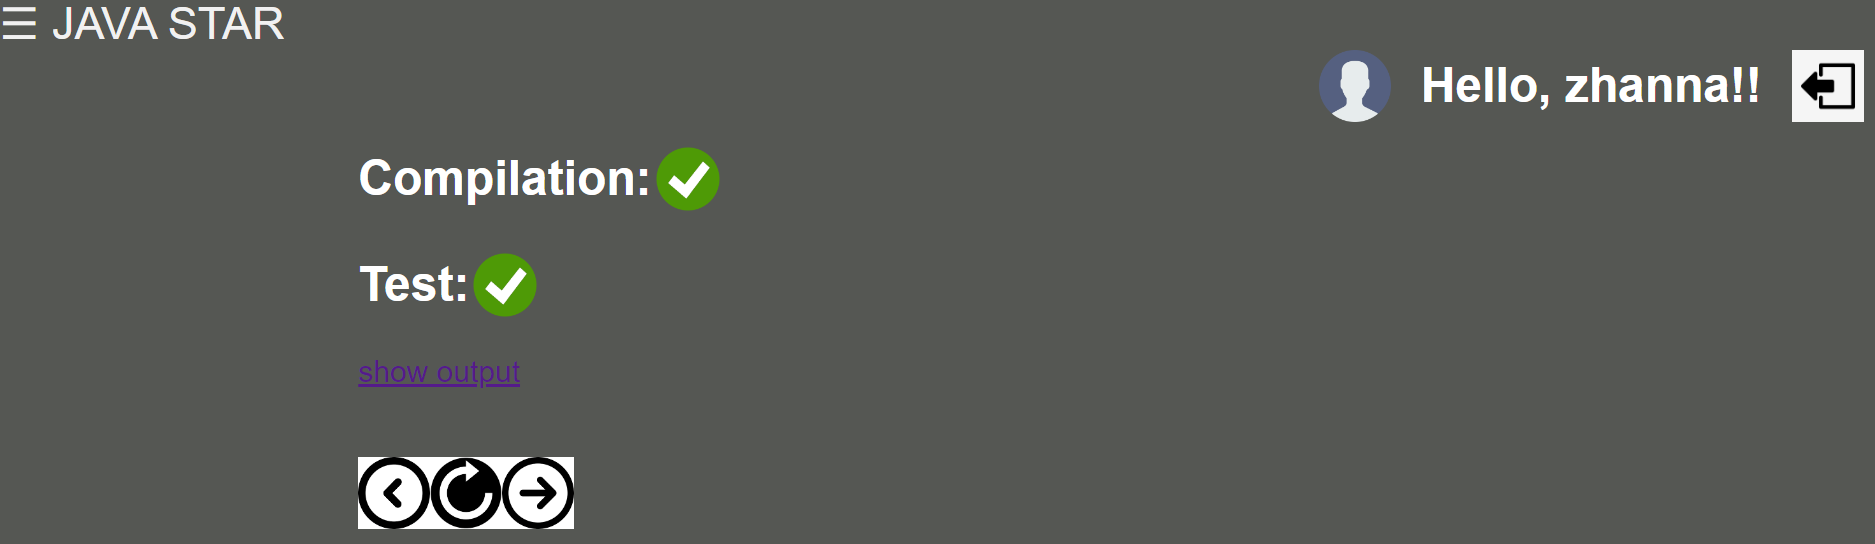 ☰ JAVA STAR
Hello, zhanna!!
Compilation:
Test:
show output